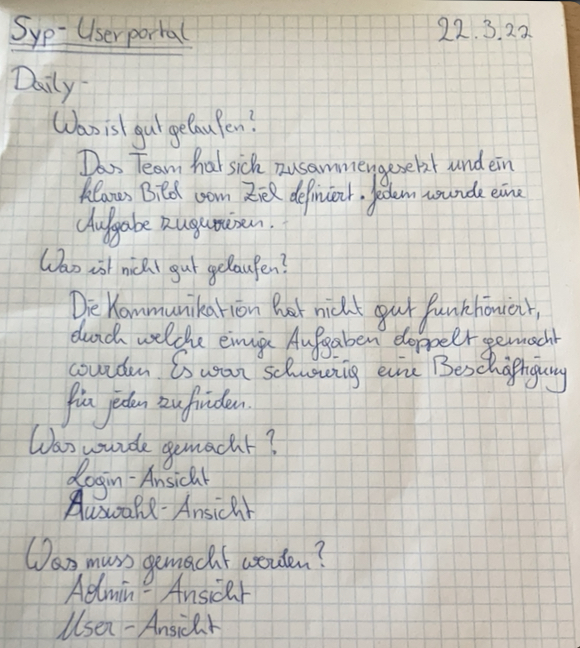 Syp-Userportal 22.3.22
Daily-
Was ist gut gelaufen?
Das Team hat sich zusammengesetzt und ein
klares Bild vom Ziel definiert. Jedem wurde eine
Aufgabe zugewiesen.
Was ist nicht gut gelaufen?
Die Kommunikation hat nicht gut funktioniert,
durch welche einige Aufgaben doppelt gemacht
wurden. Es war schwierig eine Beschäftigung
für jeden zufinden.
Was wurde gemacht?
Login-Ansicht
Auswahl-Ansicht
Was muss gemacht werden?
Admin-Ansicht
User-Ansicht